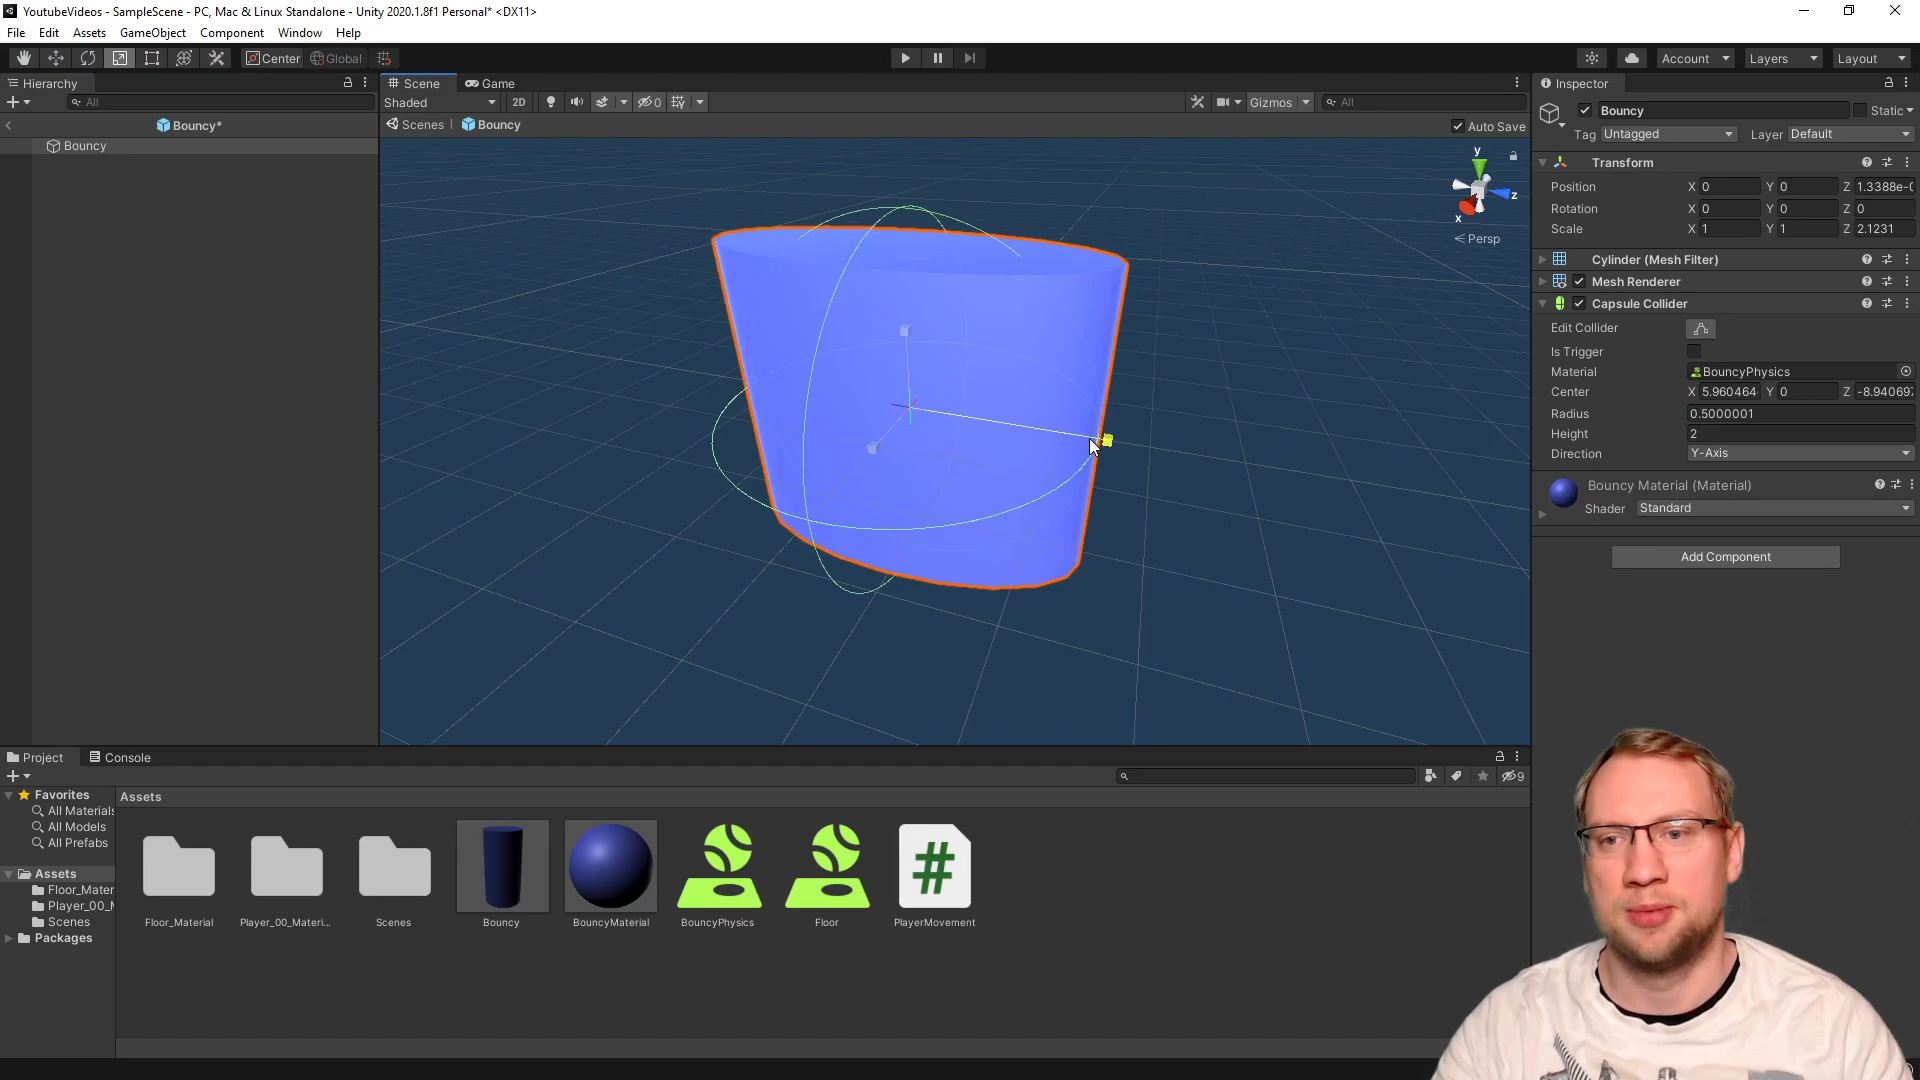 YoutubeVideos - SampleScene - PC, Mac & Linux Standalone - Unity 2020.1.8f1 Personal* <DX11>
File Edit Assets GameObject Component Window Help
Center Global
Account Layers Layout
Hierarchy
All
Bouncy*
Bouncy
Scene Game
Shaded 2D 0 Gizmos All
Scenes Bouncy Auto Save
y
z
x
Persp
Inspector
Bouncy Static
Tag Untagged Layer Default
Transform
Position X 0 Y 0 Z 1.3388e-0
Rotation X 0 Y 0 Z 0
Scale X 1 Y 1 Z 2.1231
Cylinder (Mesh Filter)
Mesh Renderer
Capsule Collider
Edit Collider
Is Trigger
Material BouncyPhysics
Center X 5.960464 Y 0 Z -8.94069
Radius 0.5000001
Height 2
Direction Y-Axis
Bouncy Material (Material)
Shader Standard
Add Component
Project Console
9
Favorites
All Materials
All Models
All Prefabs
Assets
Floor_Mater
Player_00_M
Scenes
Packages
Assets
Floor_Material Player_00_Materi... Scenes Bouncy BouncyMaterial BouncyPhysics Floor PlayerMovement